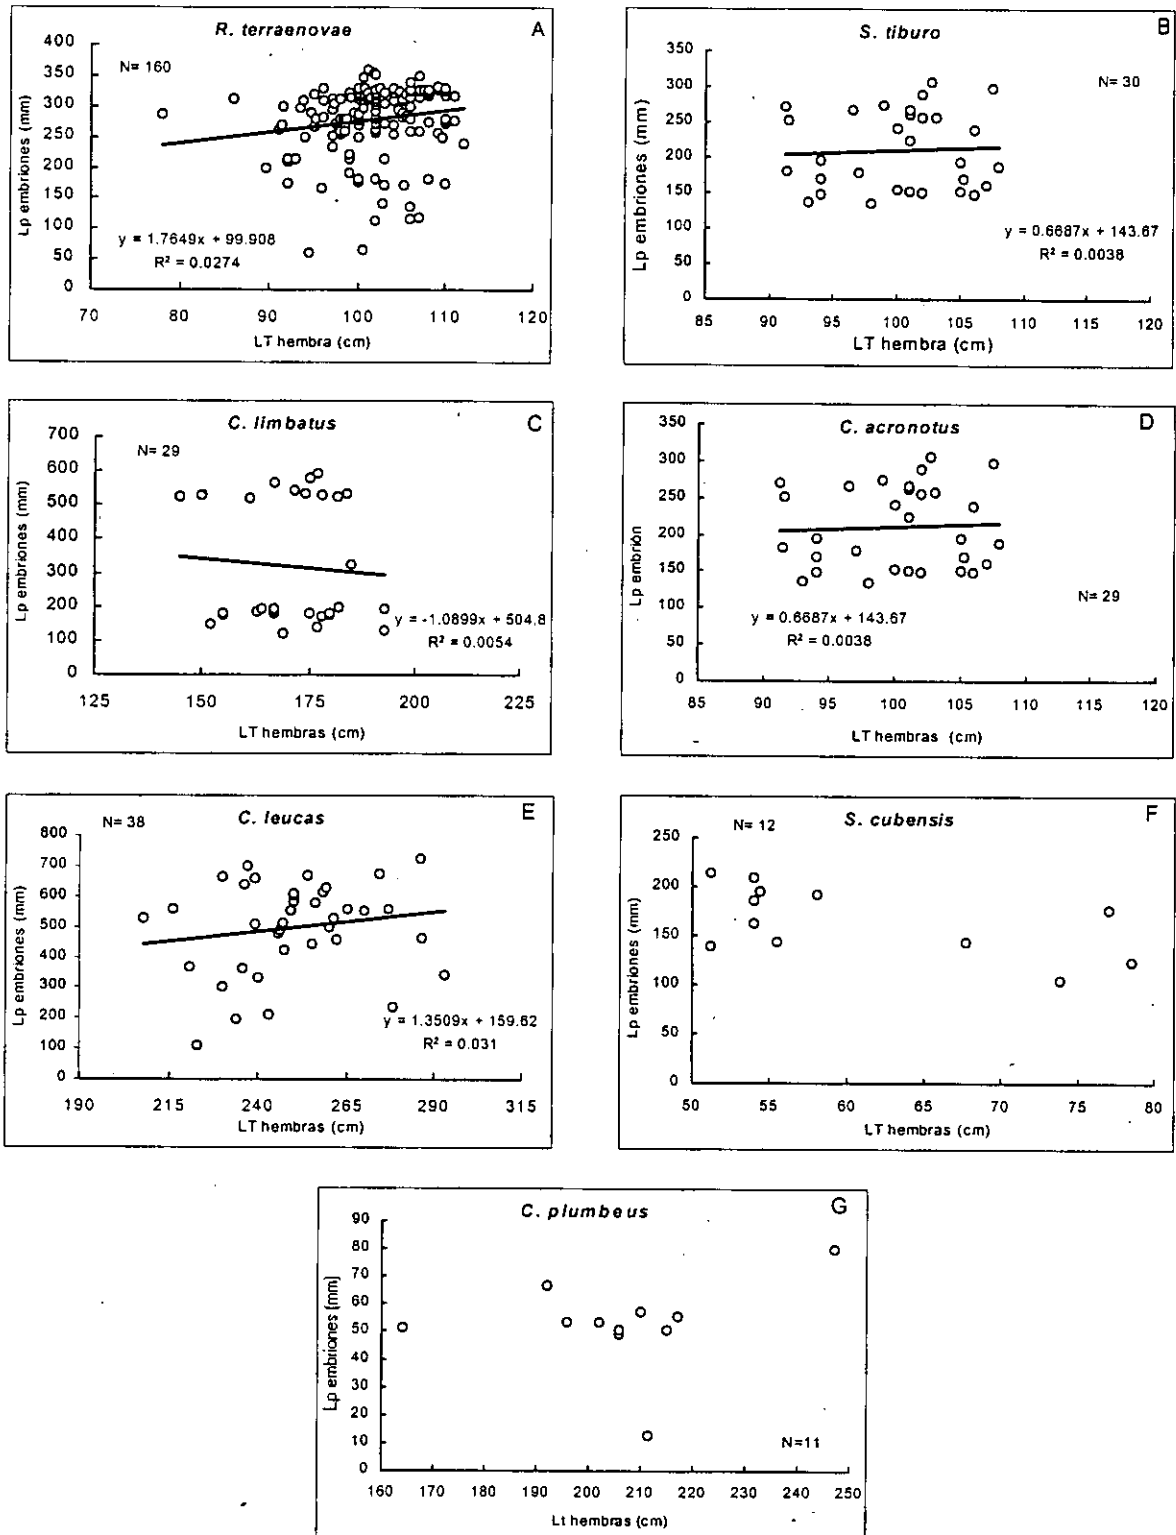 R. terraenovae
A
N= 160
Lp embriones (mm)
400
350
300
250
200
150
100
50
0
y = 1.7649x + 99.908
R² = 0.0274
70 80 90 100 110 120
LT hembra (cm)
S. tiburo
B
N= 30
Lp embriones (mm)
350
300
250
200
150
100
50
0
y = 0.6687x + 143.67
R² = 0.0038
85 90 95 100 105 110 115 120
LT hembra (cm)
C. limbatus
C
N= 29
Lp embriones (mm)
700
600
500
400
300
200
100
0
y = -1.0899x + 504.8
R² = 0.0054
125 150 175 200 225
LT hembras (cm)
C. acronotus
D
Lp embrión
350
300
250
200
150
100
50
0
N= 29
y = 0.6687x + 143.67
R² = 0.0038
85 90 95 100 105 110 115 120
LT hembras (cm)
N= 38
C. leucas
E
Lp embriones (mm)
800
700
600
500
400
300
200
100
0
y = 1.3509x + 159.62
R² = 0.031
190 215 240 265 290 315
LT hembras (cm)
N= 12
S. cubensis
F
Lp embriones (mm)
250
200
150
100
50
0
50 55 60 65 70 75 80
LT hembras (cm)
C. plumbeus
G
Lp embriones (mm)
90
80
70
60
50
40
30
20
10
0
N=11
160 170 180 190 200 210 220 230 240 250
Lt hembras (cm)